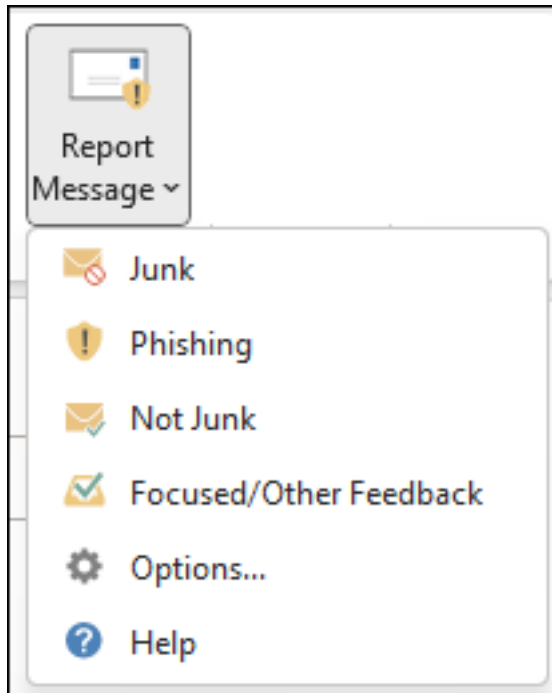 Report
Message
Junk
Phishing
Not Junk
Focused/Other Feedback
Options...
Help